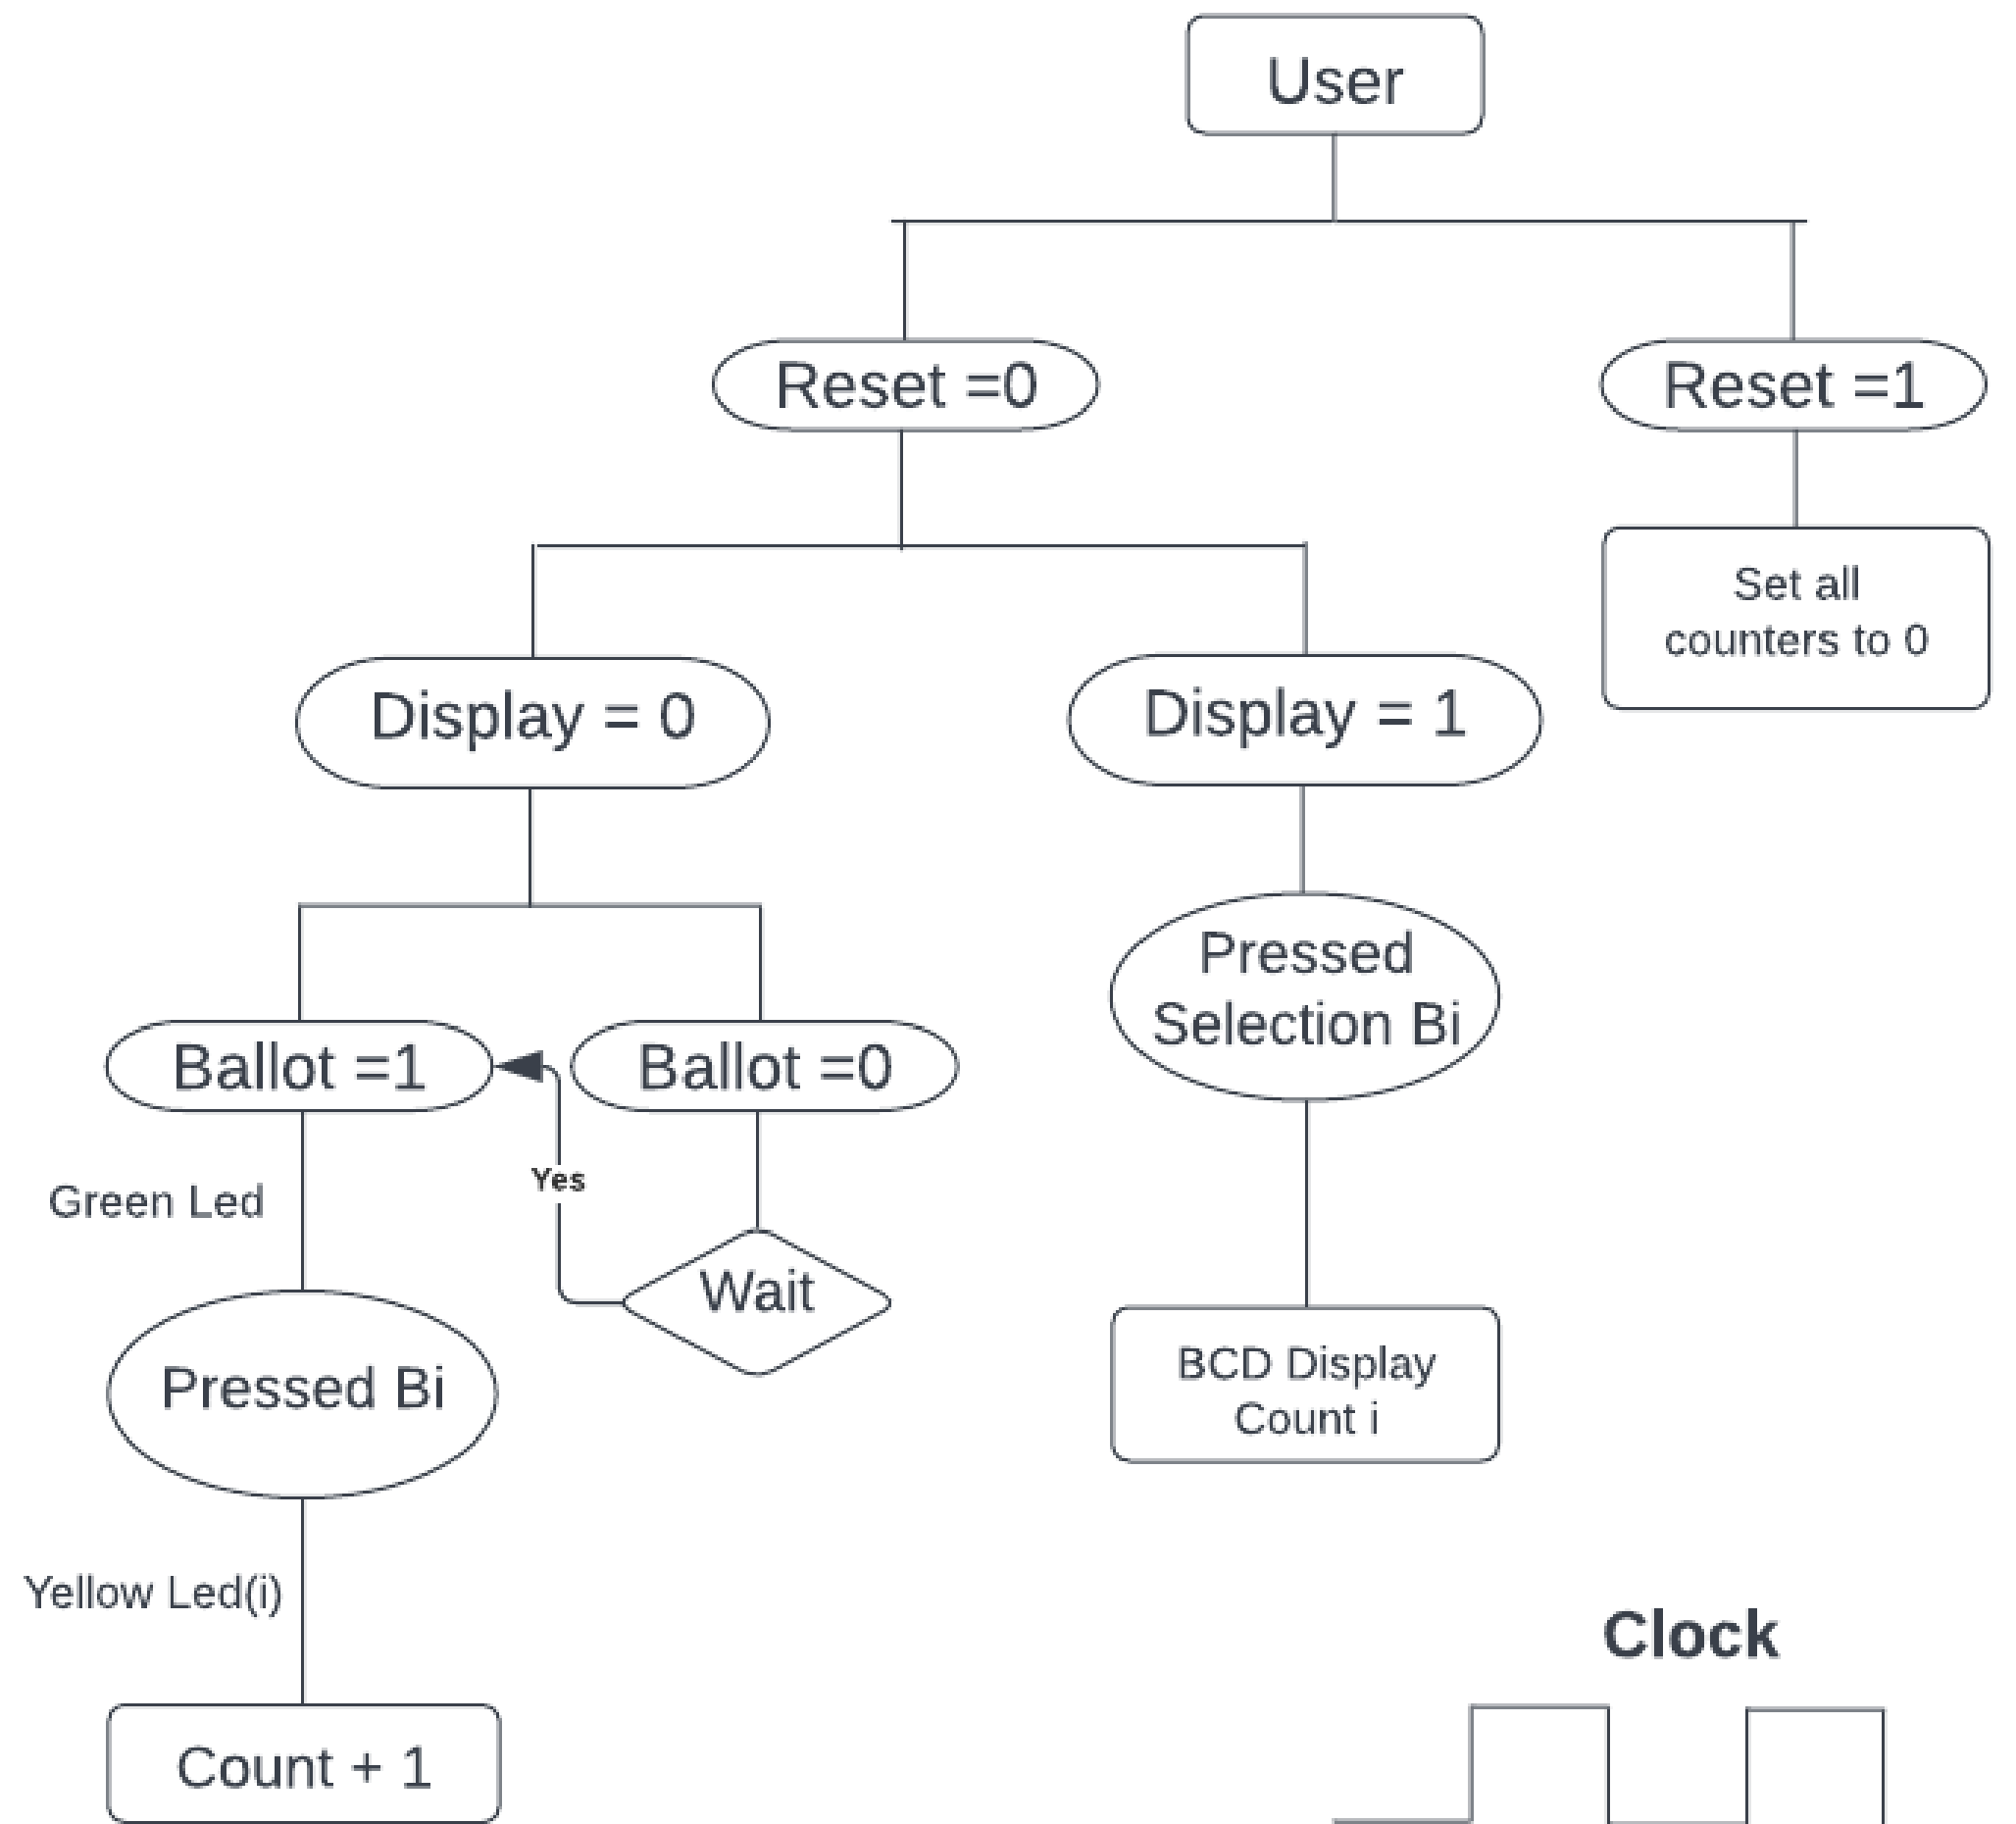 User
Reset =0
Reset =1
Set all
counters to 0
Display = 0
Display = 1
Pressed
Selection Bi
Ballot =1
Ballot =0
Yes
Green Led
Wait
BCD Display
Count i
Pressed Bi
Yellow Led(i)
Clock
Count + 1